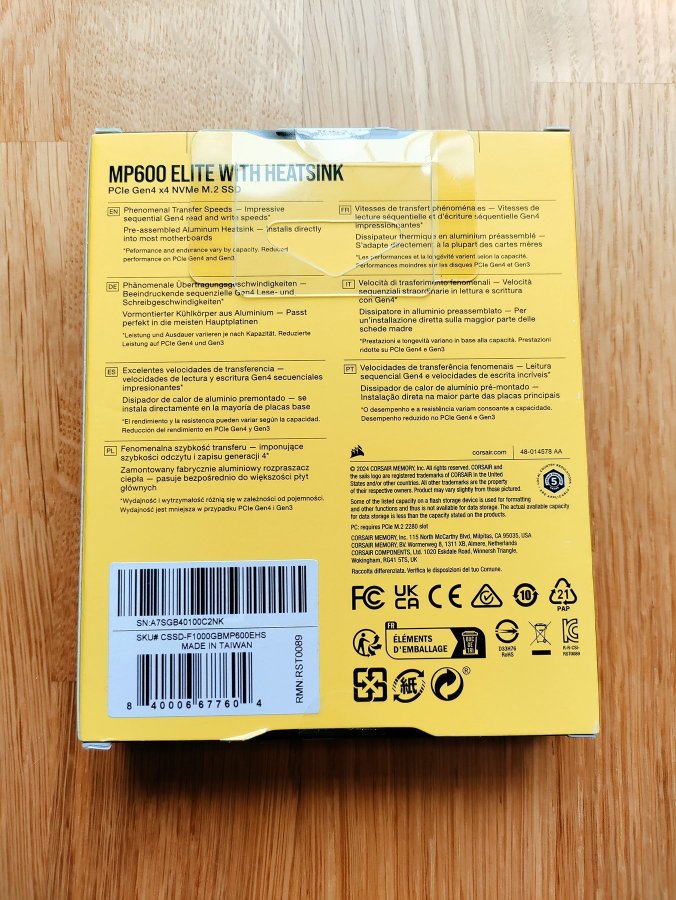 MP600 ELITE WITH HEATSINK
PCIe Gen4 x4 NVMe M.2 SSD
EN Phenomenal Transfer Speeds — Impressive
sequential Gen4 read and write speeds*
Pre-assembled Aluminum Heatsink — Installs directly
into most motherboards
*Peformance and endurance vary by capacity. Reduced
performance on PCIe Gen3 and Gen4
DE Phänomenale Übertragungsgeschwindigkeiten —
Beeindruckende sequenzielle Gen4 Lese- und
Schreibgeschwindigkeiten*
Vormontierter Kühlkörper aus Aluminium — Passt
perfekt in die meisten Hauptplatinen
*Leistung und Ausdauer variieren je nach Kapazität. Reduzierte
Leistung auf PCIe Gen4 und Gen3
ES Excelentes velocidades de transferencia —
velocidades de lectura y escritura Gen4 secuenciales
impresionantes*
Disipador de calor de aluminio premontado — se
instala directamente en la mayoría de placas base
*El rendimiento y la resistencia pueden variar según la capacidad.
Reducción del rendimiento en PCIe Gen4 y Gen3
PL Fenomenalna szybkość transferu — imponujące
szybkości odczytu i zapisu generacji 4*
Zamontowany fabrycznie aluminiowy rozpraszacz
ciepła — pasuje bezpośrednio do większości płyt
głównych
*Wydajność i wytrzymałość różnią się w zależności od pojemności.
Wydajność jest mniejsza w przypadku PCIe Gen4 i Gen3
FR Vitesses de transfert phénoménales — Vitesses de
lecture séquentielle et d'écriture séquentielle Gen4
impressionnantes*
Dissipateur thermique en aluminium préassemblé —
S'adapte directement à la plupart des cartes mères
*Les performances et la longévité varient selon la capacité.
Performances moindres sur les disques PCIe Gen4 et Gen3
IT Velocità di trasferimento fenomenali — Velocità
sequenziali straordinarie in lettura e scrittura
con Gen4*
Dissipatore in alluminio preassemblato — Per
un'installazione diretta sulla maggior parte delle
schede madre
*Prestazioni e longevità variano in base alla capacità. Prestazioni
ridotte su PCIe Gen4 e Gen3
PT Velocidades de transferência fenomenais — Leitura
sequencial Gen4 e velocidades de escrita incríveis*
Dissipador de calor de alumínio pré-montado —
Instalação direta na maior parte das placas principais
*O desempenho e a resistência variam consoante a capacidade.
Desempenho reduzido no PCIe Gen4 e Gen3
corsair.com 48-014578 AA
© 2024 CORSAIR MEMORY, Inc. All rights reserved. CORSAIR and
the sails logo are registered trademarks of CORSAIR in the United
States and/or other countries. All other trademarks are the property
of their respective owners. Product may vary slightly from those pictured.
Some of the listed capacity on a flash storage device is used for formatting
and other functions and thus is not available for data storage. The actual capacity available
for data storage is less than the capacity stated on the products.
PC: requires PCIe M.2 2280 slot
CORSAIR MEMORY, Inc. 115 North McCarthy Blvd, Milpitas, CA 95035, USA
CORSAIR MEMORY, BV. Wormerweg 8, 1311 XB, Almere, Netherlands
CORSAIR COMPONENTS, Ltd. 1020 Eskdale Road, Winnersh Triangle,
Wokingham, RG41 5TS, UK
Raccolta differenziata. Verifica le disposizioni del tuo Comune.
5
FC UK CA CE 10 21
PAP
FR
ÉLÉMENTS
D'EMBALLAGE
BAC
DE
TRI
D33H76
RoHS
R-R-CSI-
RST0089
紙
®
SN:A7SGB40100C2NK
SKU# CSSD-F1000GBMP600EHS
MADE IN TAIWAN
8 40006 67760 4
RMN RST0089